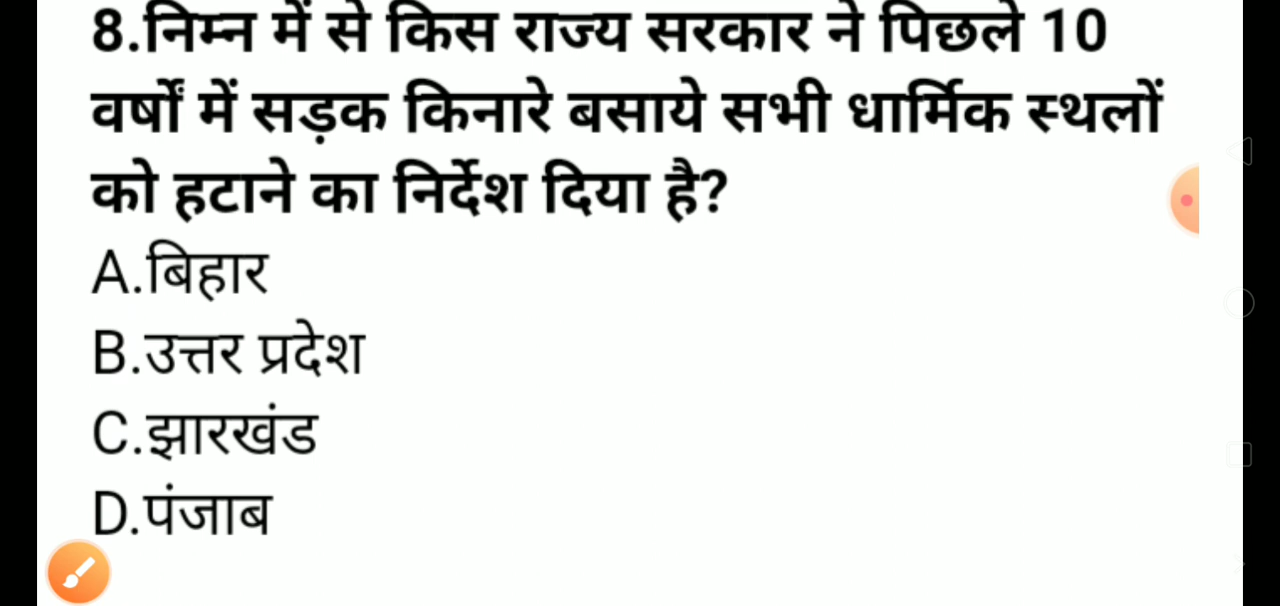 8.निम्न में से किस राज्य सरकार ने पिछले 10
वर्षों में सड़क किनारे बसाये सभी धार्मिक स्थलों
को हटाने का निर्देश दिया है?
A.बिहार
B.उत्तर प्रदेश
C.झारखंड
D.पंजाब